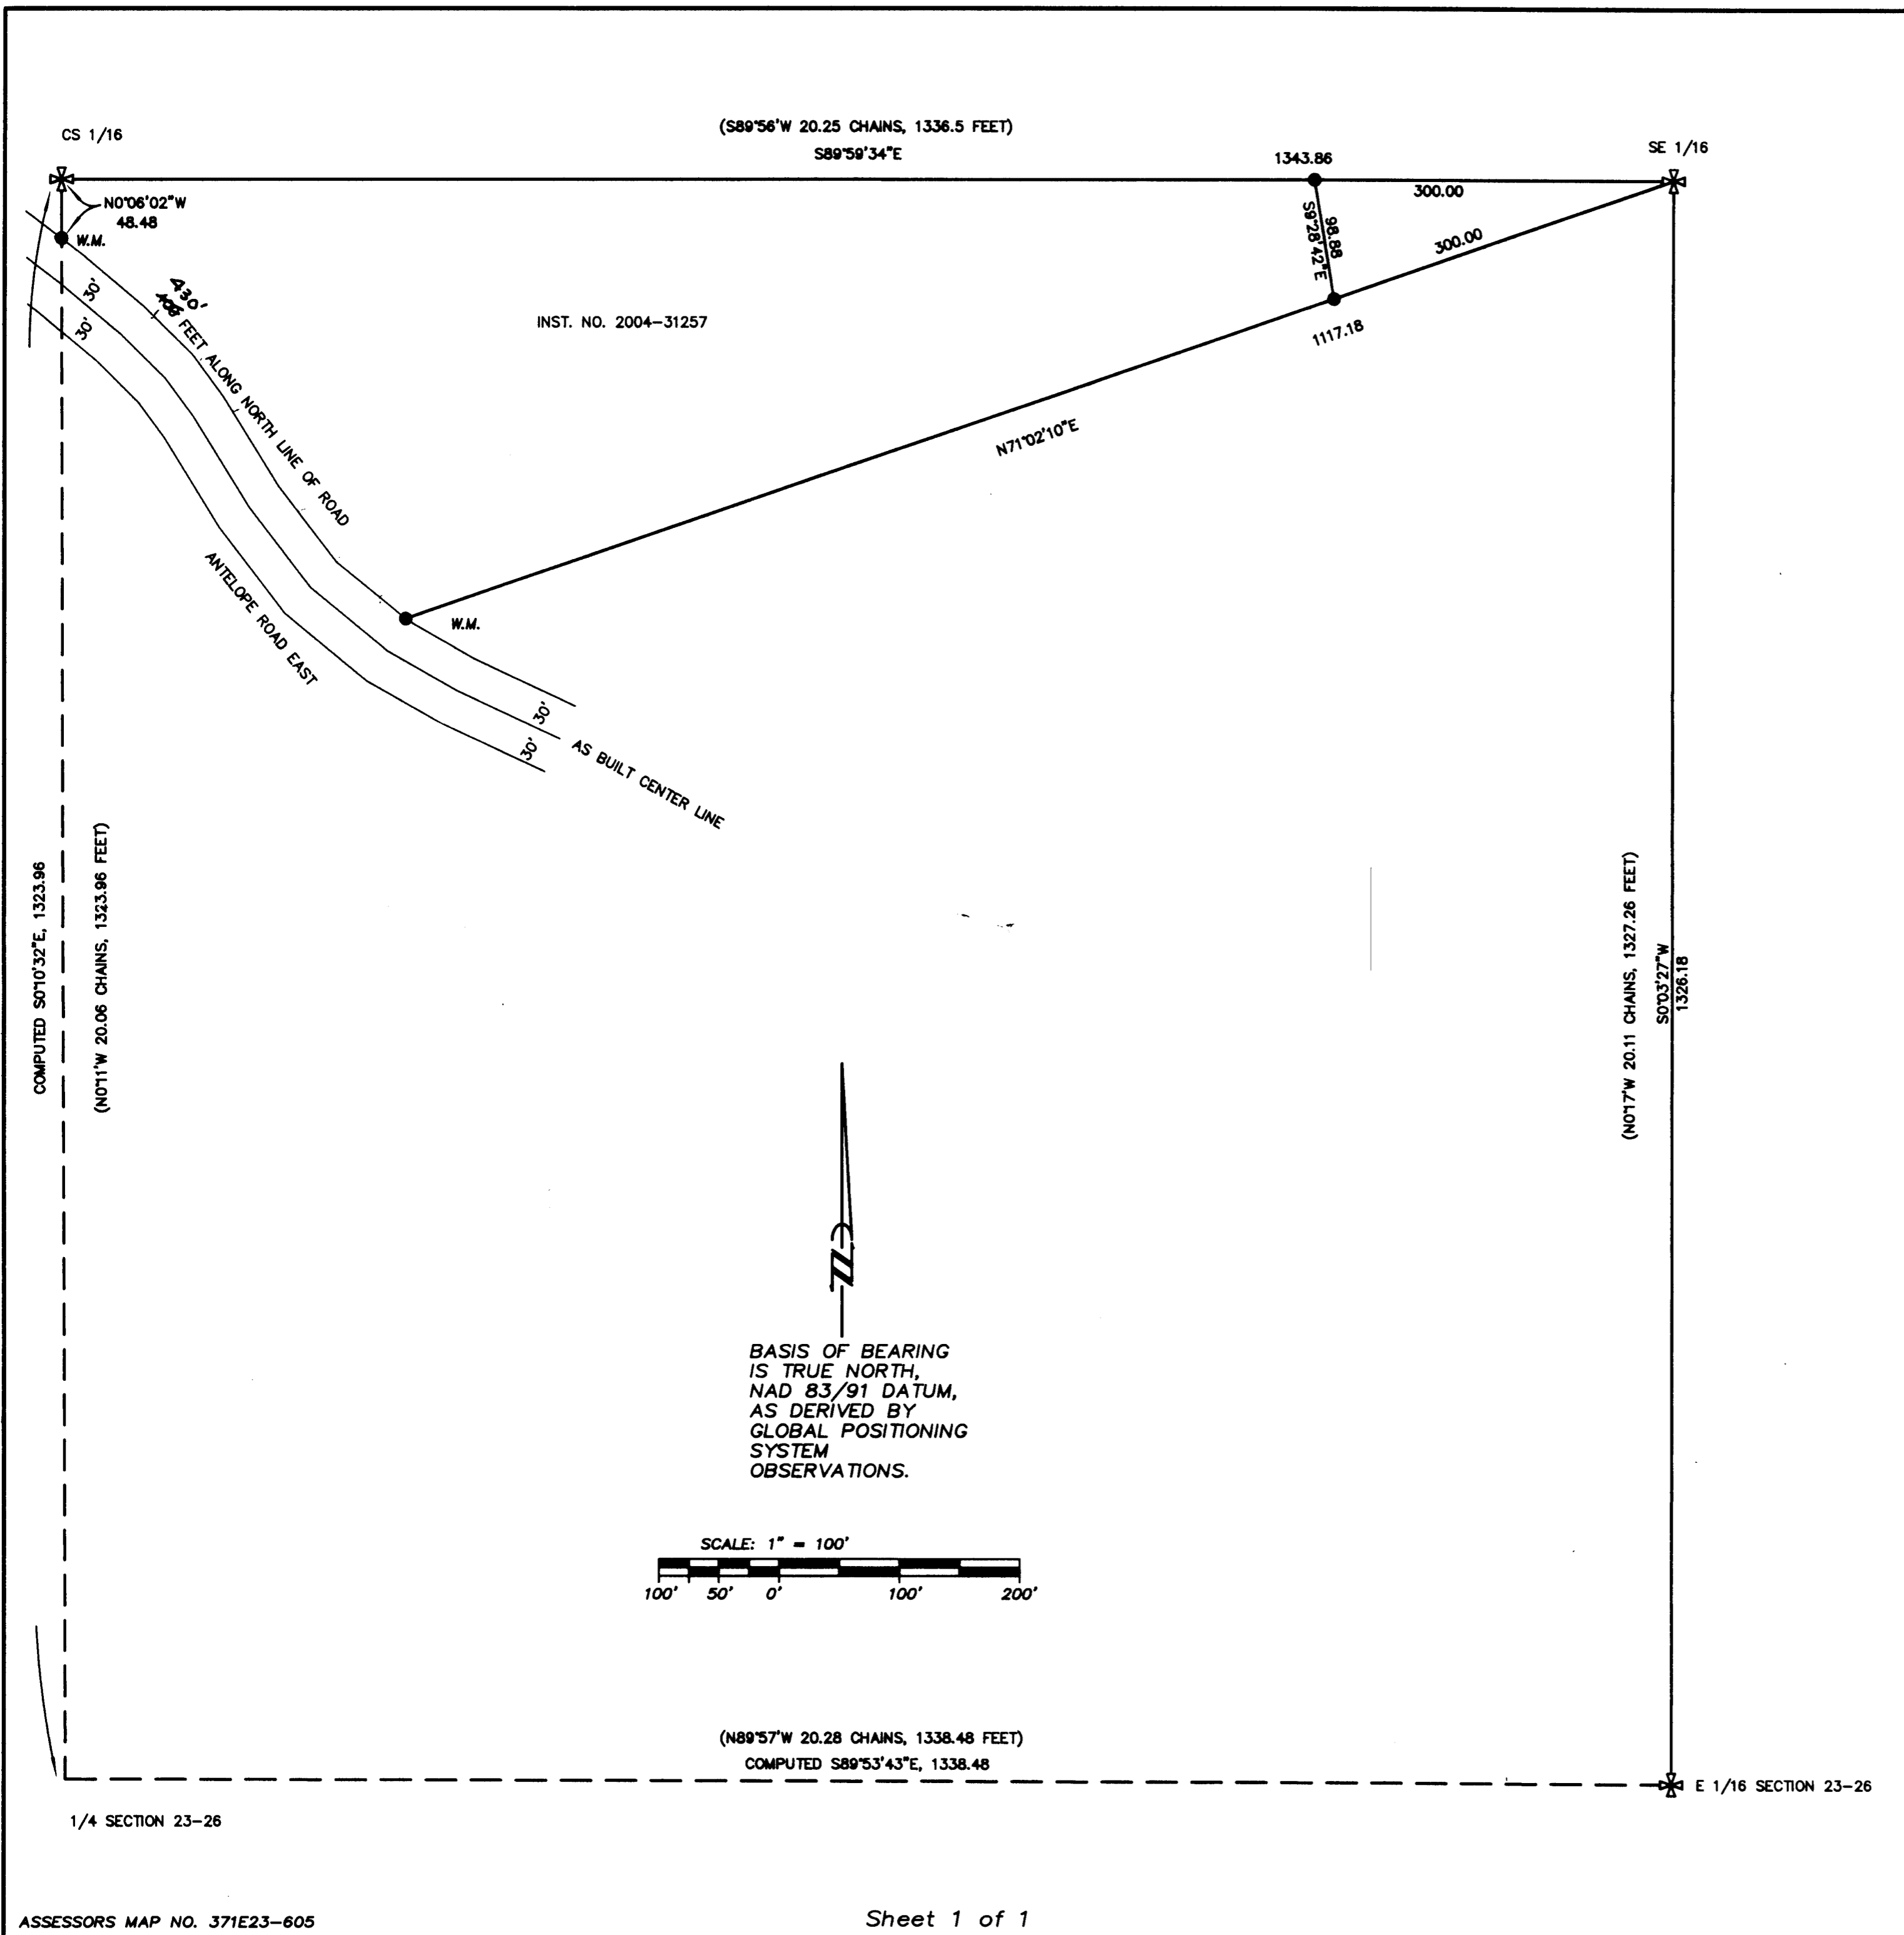 (S89°56'W 20.25 CHAINS, 1336.5 FEET)
S89°59'34"E
CS 1/16
SE 1/16
1343.86
300.00
N0°06'02"W
48.48
W.M.
S9°28'42"E
98.88
300.00
1117.18
N71°02'10"E
30'
30'
430'
FEET ALONG NORTH LINE OF ROAD
INST. NO. 2004-31257
ANTELOPE ROAD EAST
W.M.
30'
30'
AS BUILT CENTER LINE
COMPUTED S0°10'32"E, 1323.96
(N0°11'W 20.06 CHAINS, 1323.96 FEET)
(N0°17'W 20.11 CHAINS, 1327.26 FEET)
S0°03'27"W
1326.18
N
BASIS OF BEARING
IS TRUE NORTH,
NAD 83/91 DATUM,
AS DERIVED BY
GLOBAL POSITIONING
SYSTEM
OBSERVATIONS.
SCALE: 1" = 100'
100' 50' 0' 100' 200'
(N89°57'W 20.28 CHAINS, 1338.48 FEET)
COMPUTED S89°53'43"E, 1338.48
E 1/16 SECTION 23-26
1/4 SECTION 23-26
ASSESSORS MAP NO. 371E23-605
Sheet 1 of 1